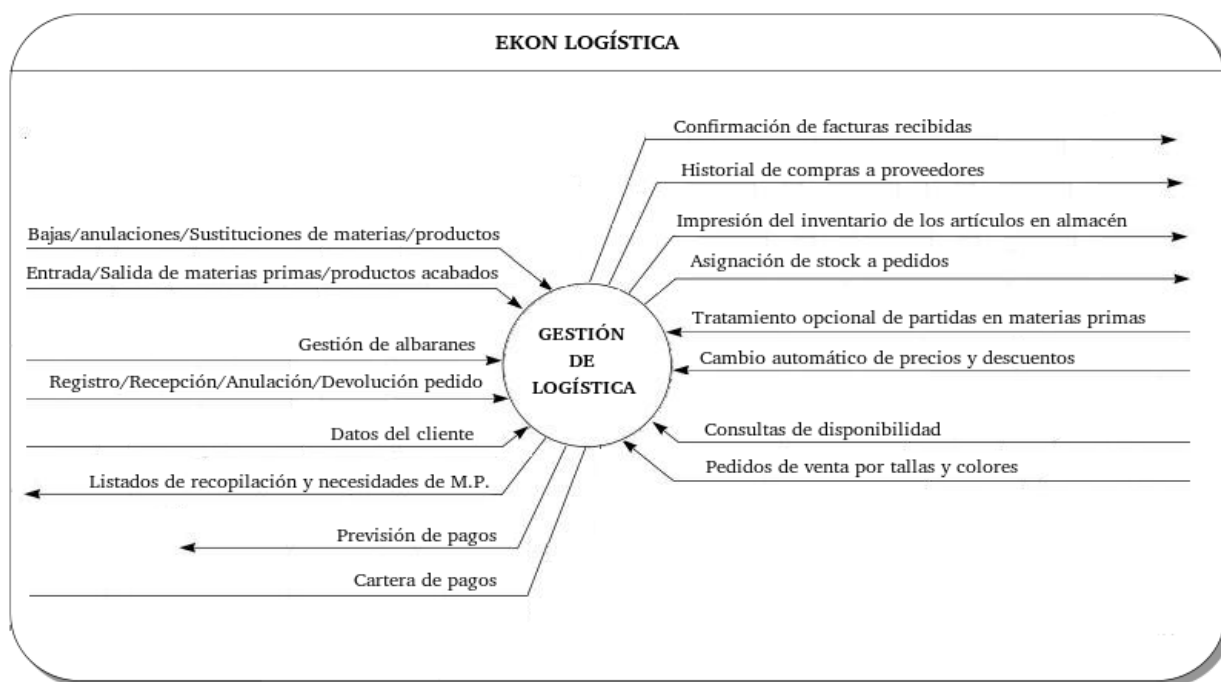 EKON LOGÍSTICA
Confirmación de facturas recibidas
Historial de compras a proveedores
Impresión del inventario de los artículos en almacén
Asignación de stock a pedidos
Bajas/anulaciones/Sustituciones de materias/productos
Entrada/Salida de materias primas/productos acabados
Gestión de albaranes
Registro/Recepción/Anulación/Devolución pedido
Datos del cliente
Listados de recopilación y necesidades de M.P.
Previsión de pagos
Cartera de pagos
GESTIÓN
DE
LOGÍSTICA
Tratamiento opcional de partidas en materias primas
Cambio automático de precios y descuentos
Consultas de disponibilidad
Pedidos de venta por tallas y colores